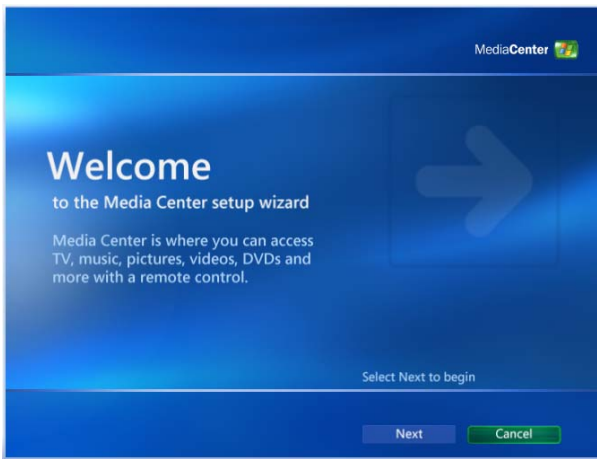 MediaCenter
Welcome
to the Media Center setup wizard
Media Center is where you can access
TV, music, pictures, videos, DVDs and
more with a remote control.
Select Next to begin
Next
Cancel